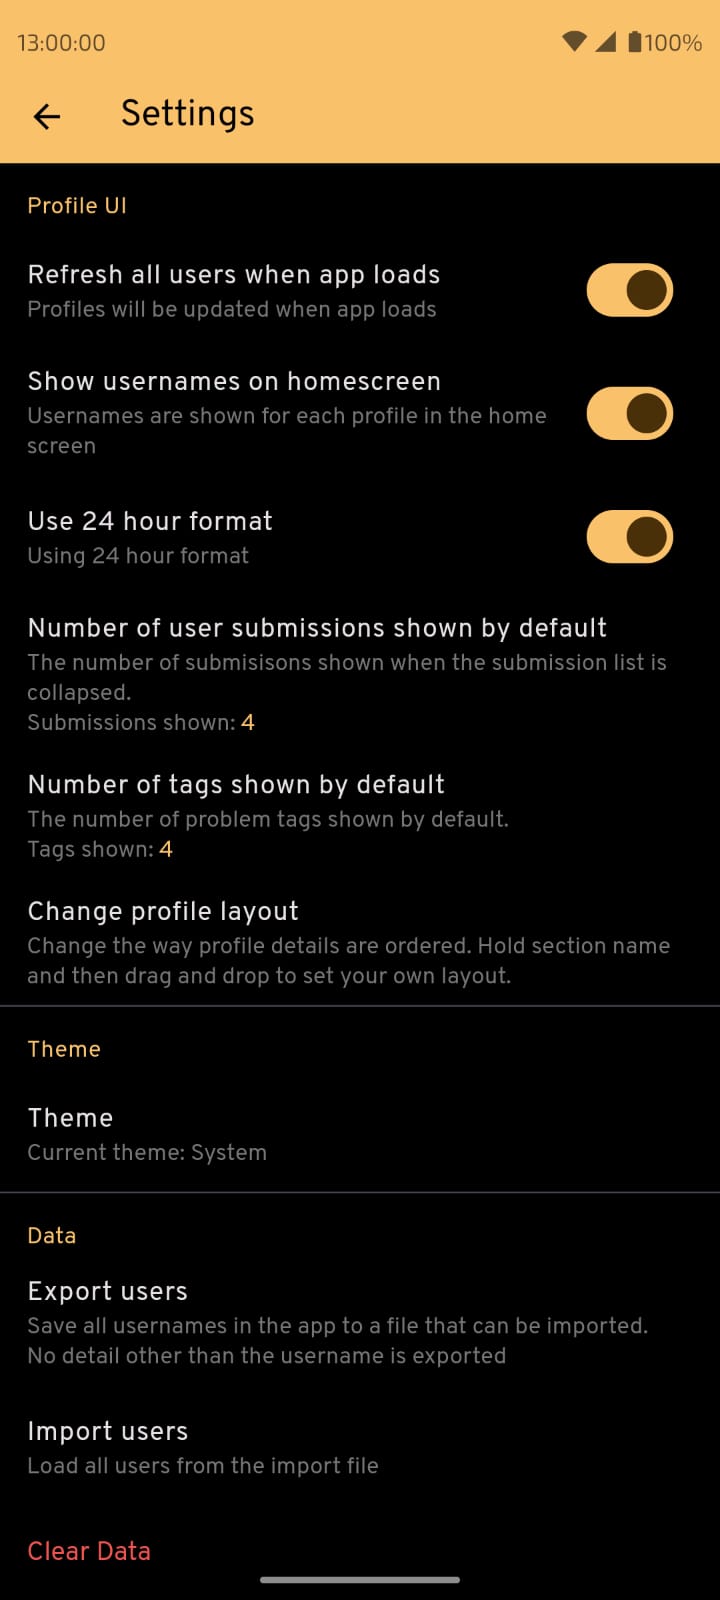 13:00:00
100%
Settings
Profile UI
Refresh all users when app loads
Profiles will be updated when app loads
Show usernames on homescreen
Usernames are shown for each profile in the home
screen
Use 24 hour format
Using 24 hour format
Number of user submissions shown by default
The number of submisisons shown when the submission list is
collapsed.
Submissions shown: 4
Number of tags shown by default
The number of problem tags shown by default.
Tags shown: 4
Change profile layout
Change the way profile details are ordered. Hold section name
and then drag and drop to set your own layout.
Theme
Theme
Current theme: System
Data
Export users
Save all usernames in the app to a file that can be imported.
No detail other than the username is exported
Import users
Load all users from the import file
Clear Data